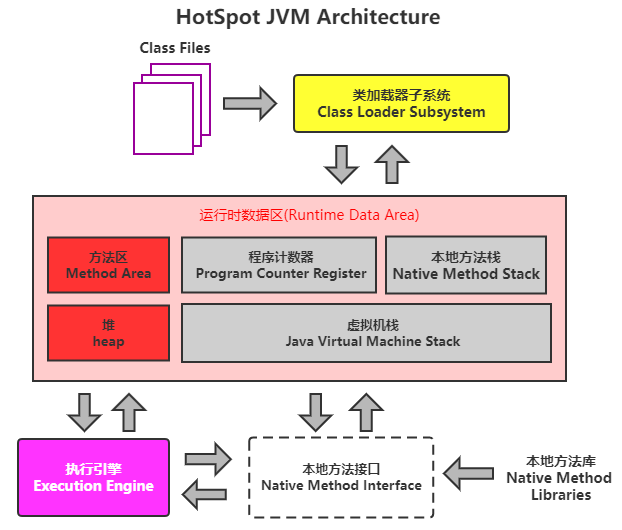 HotSpot JVM Architecture
Class Files
类加载器子系统
Class Loader Subsystem
运行时数据区(Runtime Data Area)
方法区
Method Area
程序计数器
Program Counter Register
本地方法栈
Native Method Stack
堆
heap
虚拟机栈
Java Virtual Machine Stack
执行引擎
Execution Engine
本地方法接口
Native Method Interface
本地方法库
Native Method
Libraries